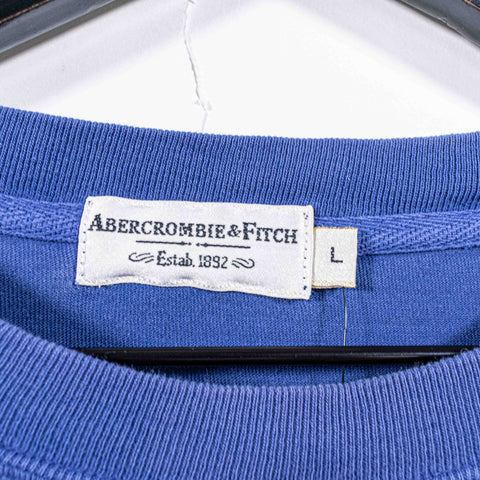 ABERCROMBIE & FITCH
Estab. 1892
L